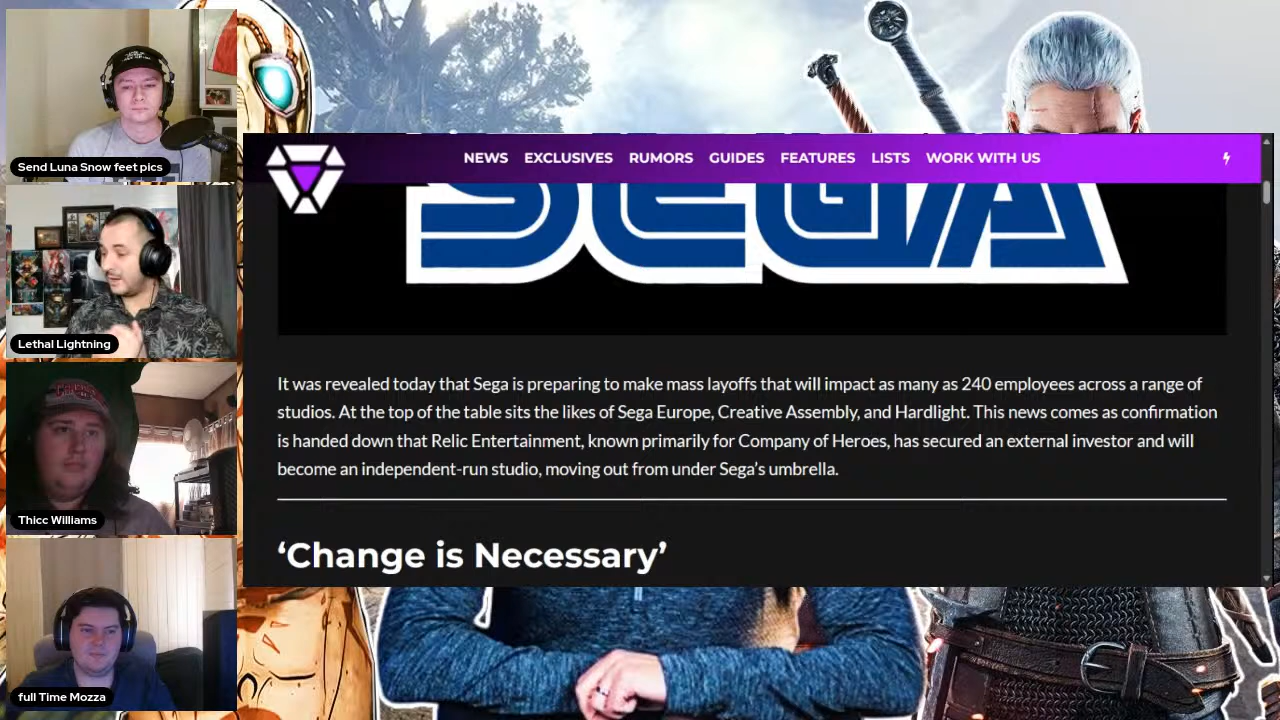 Send Luna Snow feet pics
Lethal Lightning
Thicc Williams
full Time Mozza
NEWS EXCLUSIVES RUMORS GUIDES FEATURES LISTS WORK WITH US
SEGA
It was revealed today that Sega is preparing to make mass layoffs that will impact as many as 240 employees across a range of
studios. At the top of the table sits the likes of Sega Europe, Creative Assembly, and Hardlight. This news comes as confirmation
is handed down that Relic Entertainment, known primarily for Company of Heroes, has secured an external investor and will
become an independent-run studio, moving out from under Sega’s umbrella.
‘Change is Necessary’